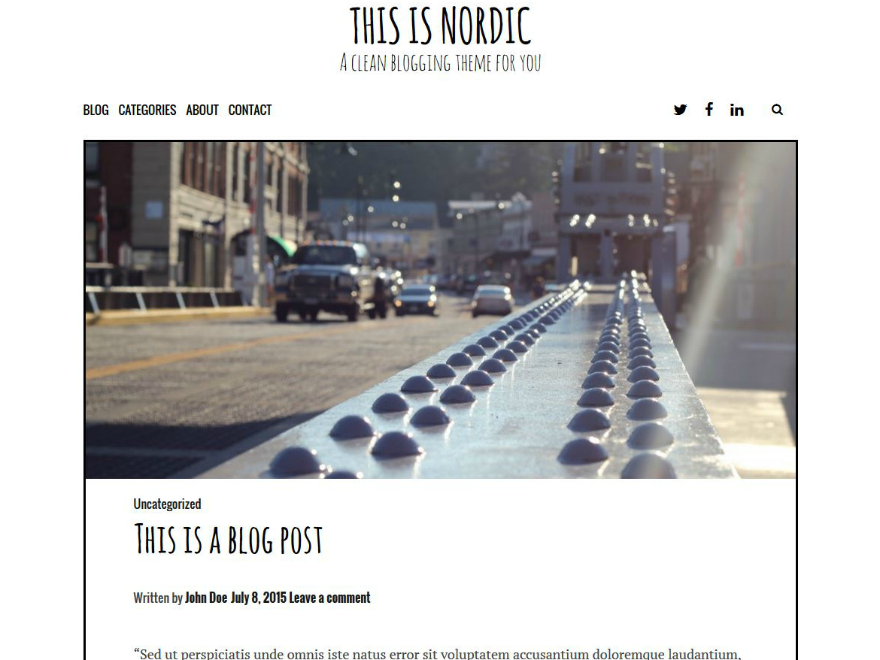 THIS IS NORDIC
A CLEAN BLOGGING THEME FOR YOU
BLOG CATEGORIES ABOUT CONTACT
Uncategorized
THIS IS A BLOG POST
Written by John Doe July 8, 2015 Leave a comment
“Sed ut perspiciatis unde omnis iste natus error sit voluptatem accusantium doloremque laudantium,